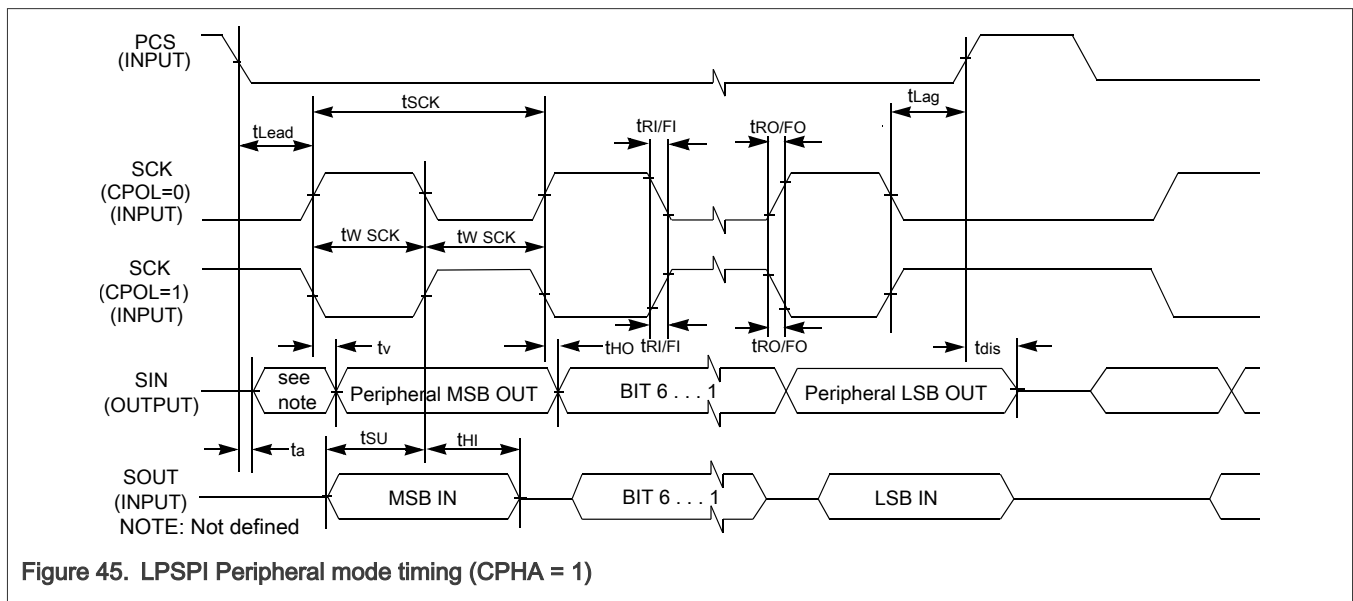 PCS
(INPUT)
tSCK
tLag
tLead
tRI/FI
tRO/FO
SCK
(CPOL=0)
(INPUT)
tW SCK
tW SCK
SCK
(CPOL=1)
(INPUT)
tv
tHO
tRI/FI
tRO/FO
tdis
SIN
(OUTPUT)
see
note
Peripheral MSB OUT
BIT 6 . . . 1
Peripheral LSB OUT
ta
tSU
tHI
SOUT
(INPUT)
MSB IN
BIT 6 . . . 1
LSB IN
NOTE: Not defined
Figure 45. LPSPI Peripheral mode timing (CPHA = 1)